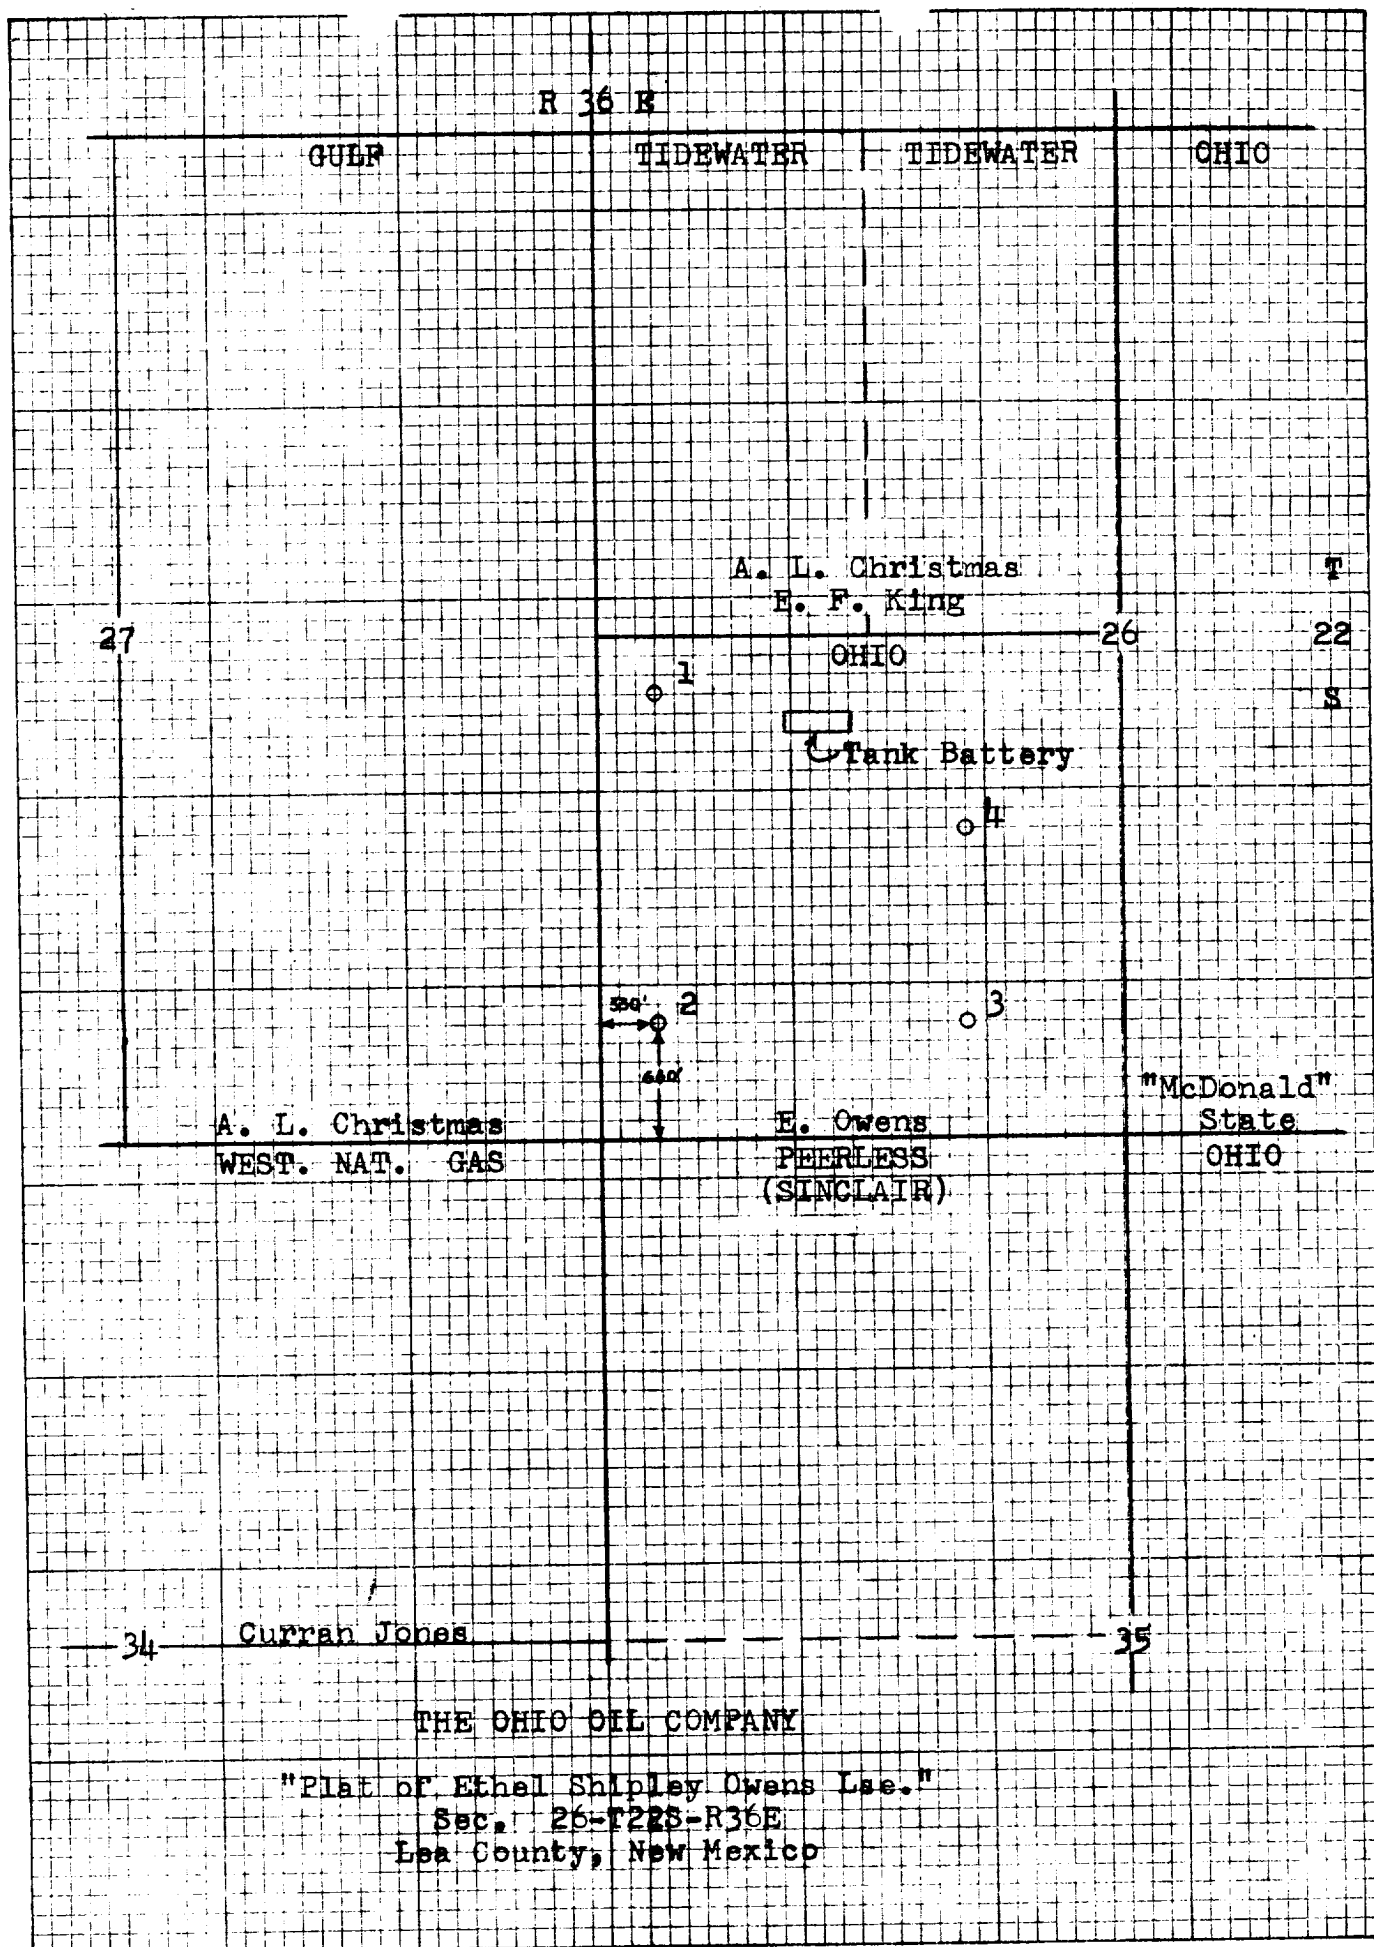 R 36 E
GULF TIDEWATER TIDEWATER OHIO
A. L. Christmas
E. F. King
T
27 26 22
OHIO
S
1
Tank Battery
4
2 3
660'
"McDonald"
A. L. Christmas E. Owens State
WEST. NAT. GAS PEERLESS OHIO
(SINCLAIR)
34 Curran Jones 35
THE OHIO OIL COMPANY
"Plat of Ethel Shipley Owens Lse."
Sec. 26-T22S-R36E
Lea County, New Mexico